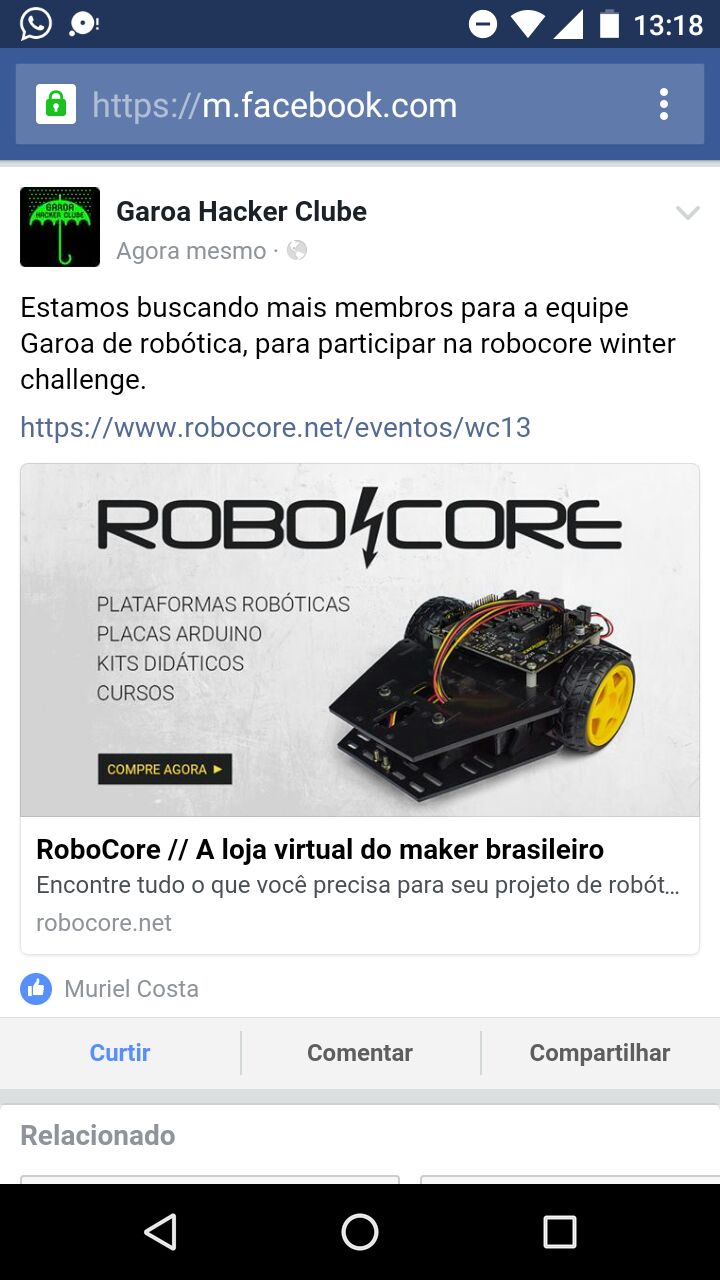 13:18
https://m.facebook.com
GAROA
HACKER CLUBE
Garoa Hacker Clube
Agora mesmo ·
Estamos buscando mais membros para a equipe
Garoa de robótica, para participar na robocore winter
challenge.
https://www.robocore.net/eventos/wc13
ROBOCORE
PLATAFORMAS ROBÓTICAS
PLACAS ARDUINO
KITS DIDÁTICOS
CURSOS
COMPRE AGORA ►
RoboCore // A loja virtual do maker brasileiro
Encontre tudo o que você precisa para seu projeto de robót...
robocore.net
Muriel Costa
Curtir Comentar Compartilhar
Relacionado